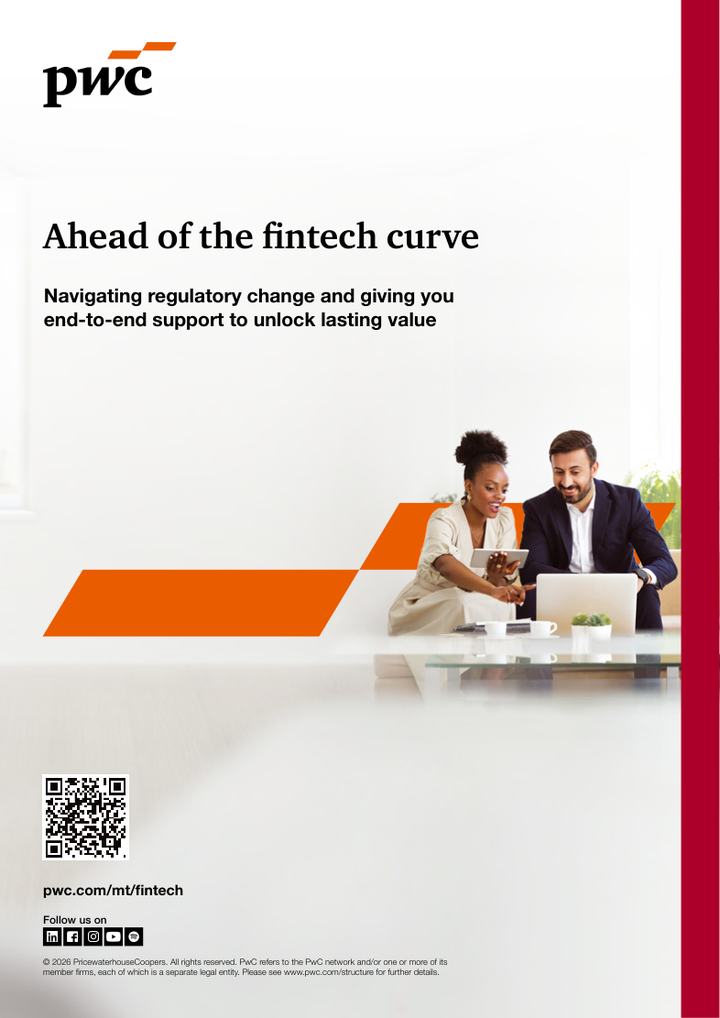 pwc
Ahead of the fintech curve
Navigating regulatory change and giving you
end-to-end support to unlock lasting value
pwc.com/mt/fintech
Follow us on
© 2026 PricewaterhouseCoopers. All rights reserved. PwC refers to the PwC network and/or one or more of its
member firms, each of which is a separate legal entity. Please see www.pwc.com/structure for further details.